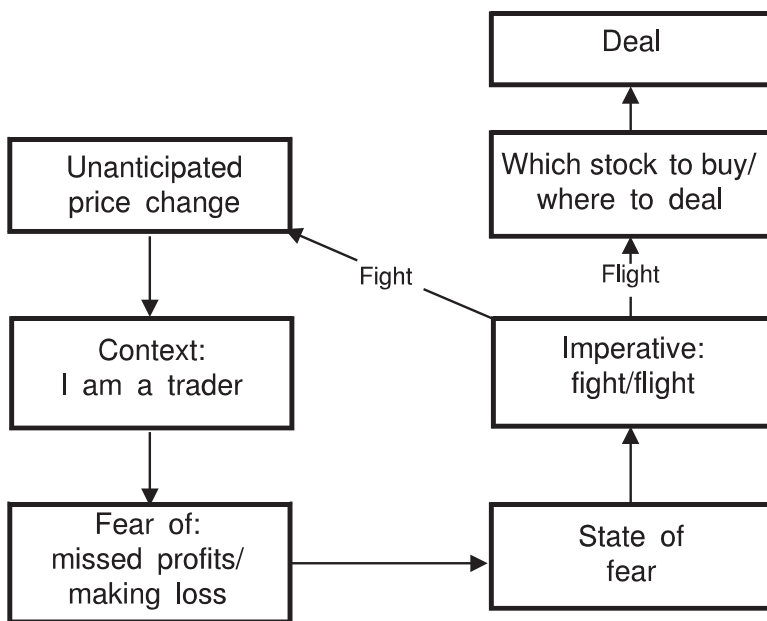 Deal
Unanticipated
price change
Which stock to buy/
where to deal
Fight
Flight
Context:
I am a trader
Imperative:
fight/flight
Fear of:
missed profits/
making loss
State of
fear